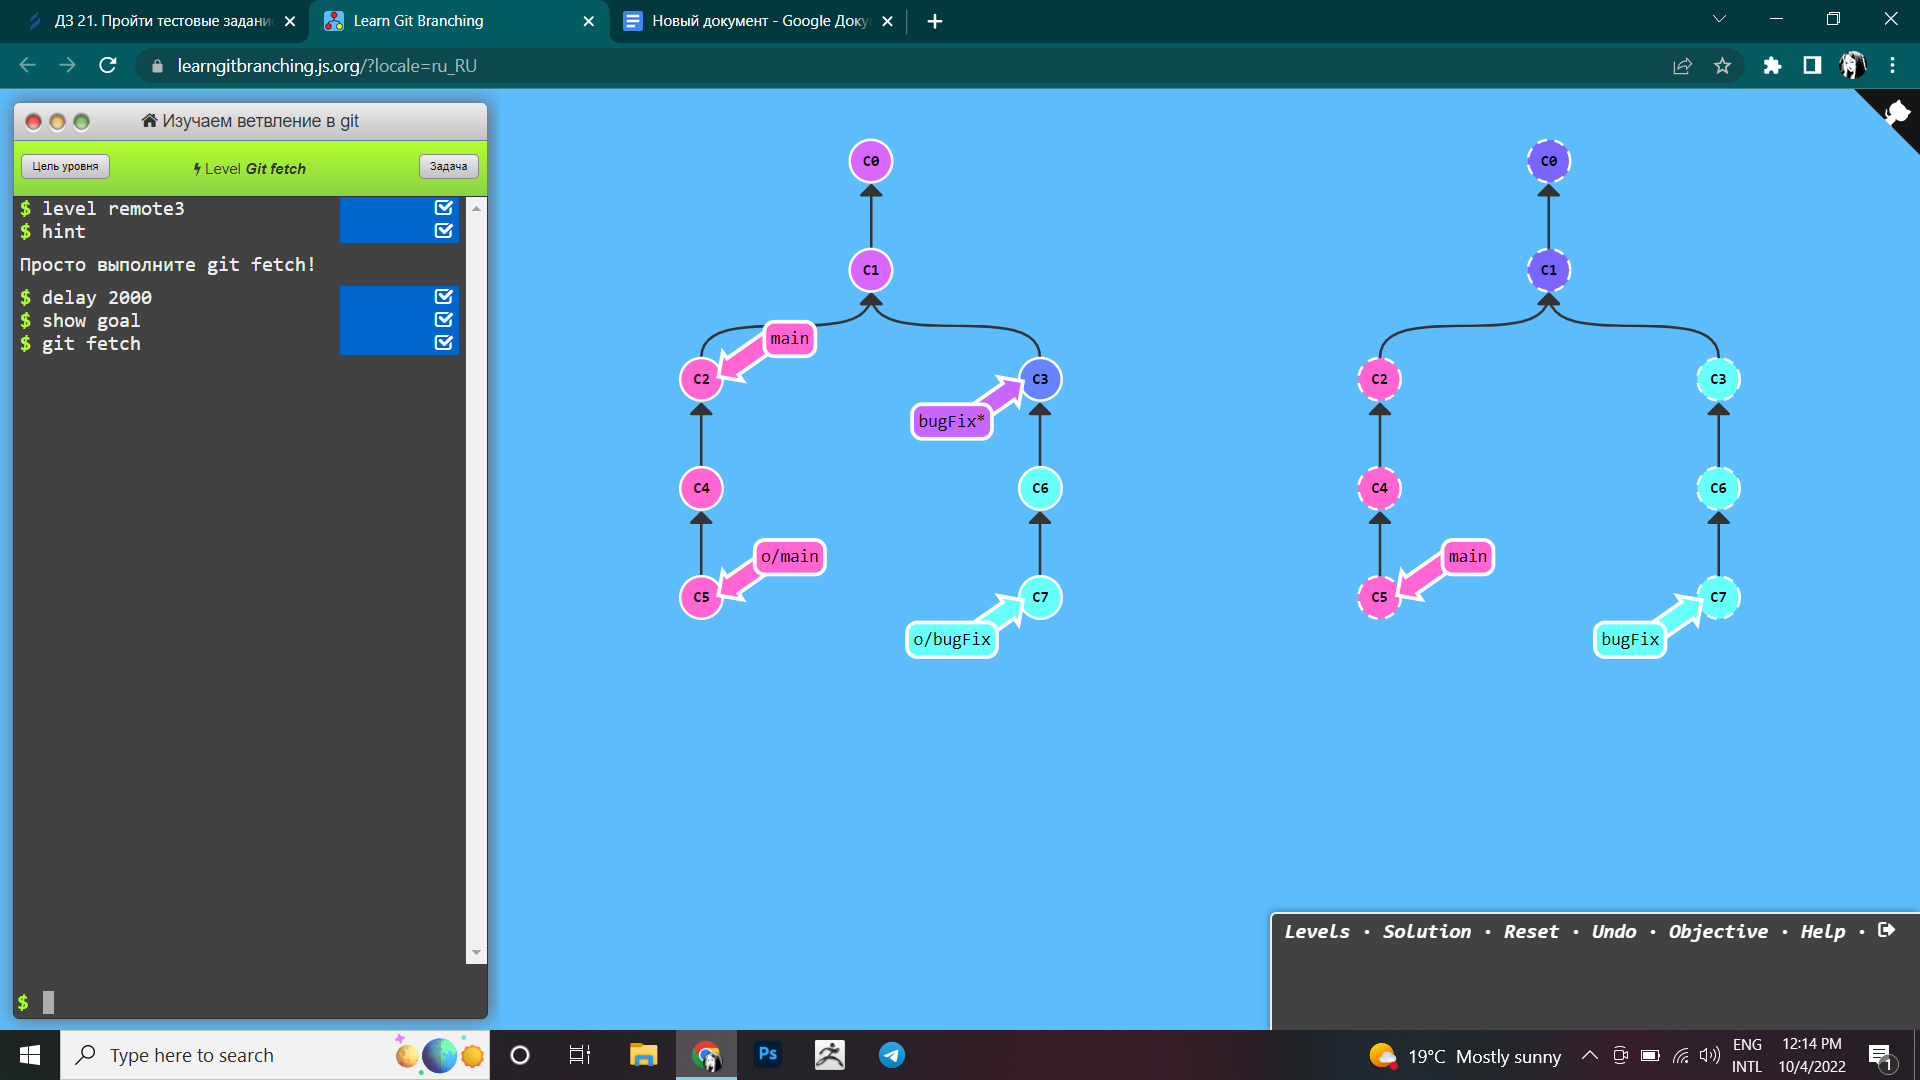 ДЗ 21. Пройти тестовые задани
Learn Git Branching
Новый документ - Google Доку
learngitbranching.js.org/?locale=ru_RU
Изучаем ветвление в git
Цель уровня
Level Git fetch
Задача
$ level remote3
$ hint
Просто выполните git fetch!
$ delay 2000
$ show goal
$ git fetch
$
C0
C1
main
C2
C3
bugFix*
C4
C6
o/main
C5
C7
o/bugFix
C0
C1
C2
C3
C4
C6
main
C5
C7
bugFix
Levels · Solution · Reset · Undo · Objective · Help ·
Type here to search
Ps
19°C Mostly sunny
ENG
INTL
12:14 PM
10/4/2022
1